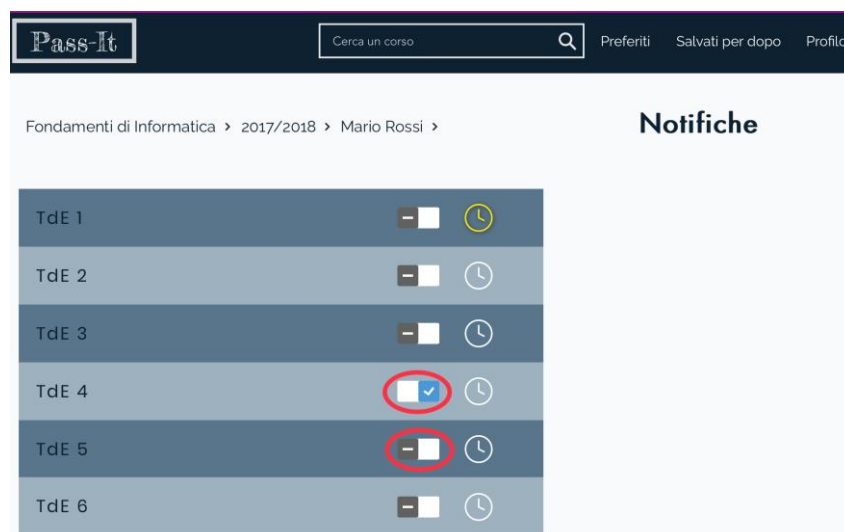 Pass-It
Cerca un corso
Preferiti Salvati per dopo Profilo
Fondamenti di Informatica > 2017/2018 > Mario Rossi >
Notifiche
TdE 1
TdE 2
TdE 3
TdE 4
TdE 5
TdE 6